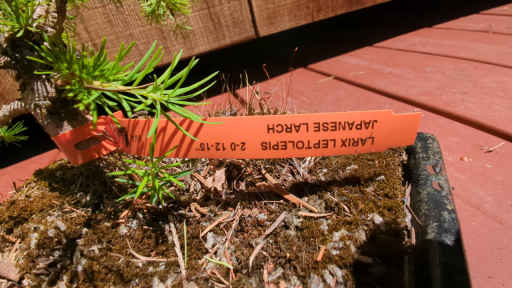 JAPANESE LARCH
LARIX LEPTOLEPIS 2-0-12-15"